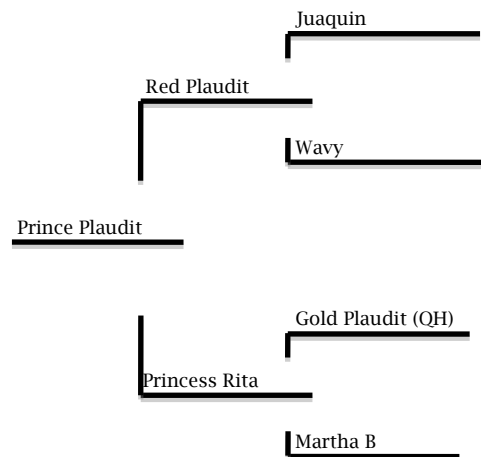 Juaquin
Red Plaudit
Wavy
Prince Plaudit
Gold Plaudit (QH)
Princess Rita
Martha B